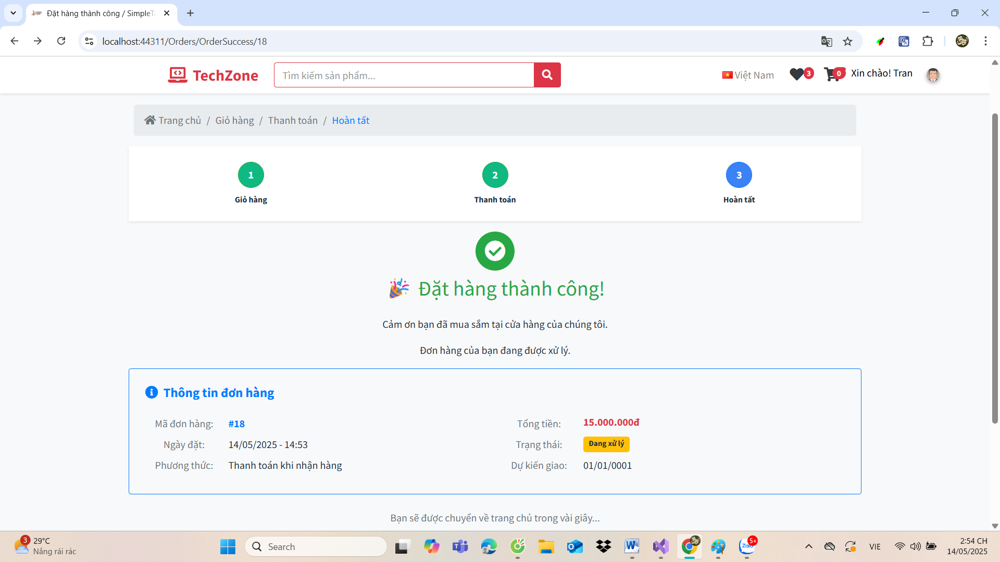 Đặt hàng thành công / SimpleTa
localhost:44311/Orders/OrderSuccess/18
TechZone
Tìm kiếm sản phẩm...
Việt Nam
3
0
Xin chào! Tran
Trang chủ / Giỏ hàng / Thanh toán / Hoàn tất
1
2
3
Giỏ hàng
Thanh toán
Hoàn tất
Đặt hàng thành công!
Cảm ơn bạn đã mua sắm tại cửa hàng của chúng tôi.
Đơn hàng của bạn đang được xử lý.
Thông tin đơn hàng
Mã đơn hàng: #18
Tổng tiền: 15.000.000đ
Ngày đặt: 14/05/2025 - 14:53
Trạng thái: Đang xử lý
Phương thức: Thanh toán khi nhận hàng
Dự kiến giao: 01/01/0001
Bạn sẽ được chuyển về trang chủ trong vài giây...
3
29°C
Nắng rải rác
Search
5+
Zalo
VIE
2:54 CH
14/05/2025